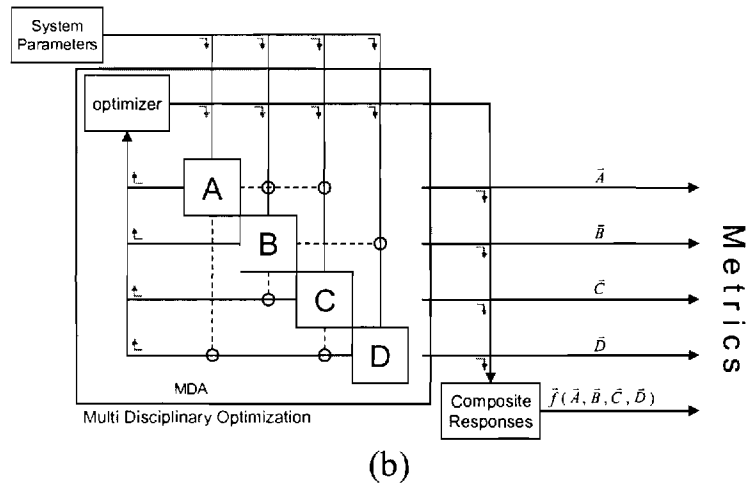 System
Parameters
optimizer
A
B
C
D
MDA
Multi Disciplinary Optimization
A⃗
B⃗
C⃗
D⃗
Metrics
Composite
Responses
f⃗(A⃗, B⃗, C⃗, D⃗)
(b)